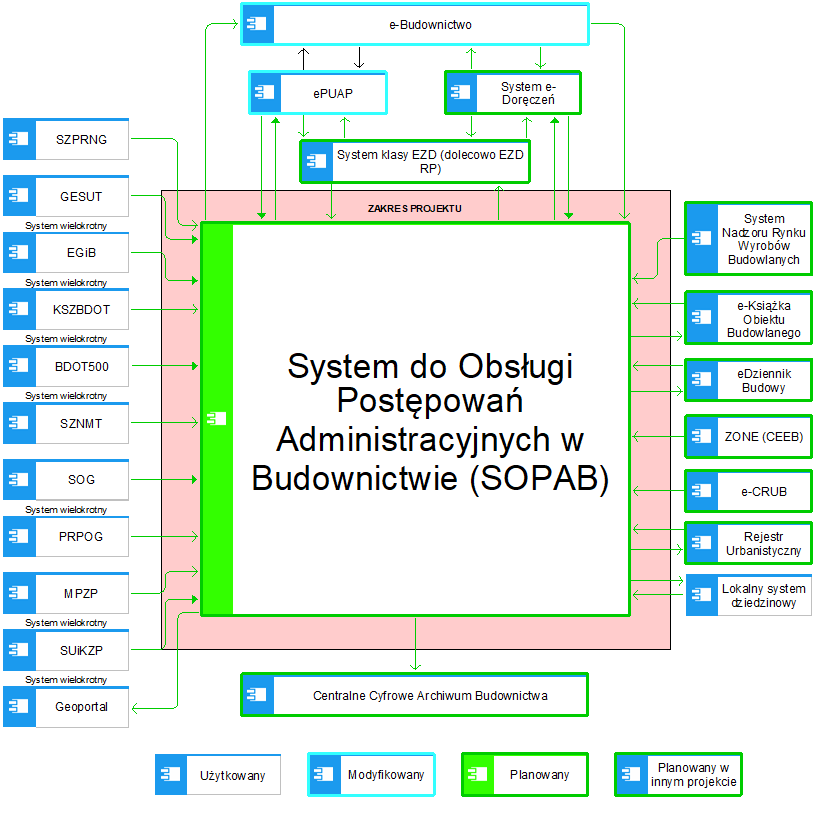 e-Budownictwo
ePUAP
System e-
Doręczeń
System klasy EZD (dolecowo EZD
RP)
ZAKRES PROJEKTU
SZPRNG
GESUT
System wielokrotny
EGiB
System wielokrotny
KSZBDOT
System wielokrotny
BDOT500
System wielokrotny
SZNMT
SOG
System wielokrotny
PRPOG
MPZP
System wielokrotny
SUiKZP
System wielokrotny
Geoportal
System do Obsługi
Postępowań
Administracyjnych w
Budownictwie (SOPAB)
System
Nadzoru Rynku
Wyrobów
Budowlanych
e-Książka
Obiektu
Budowlanego
eDziennik
Budowy
ZONE (CEEB)
e-CRUB
Rejestr
Urbanistyczny
Lokalny system
dziedzinowy
Centralne Cyfrowe Archiwum Budownictwa
Użytkowany
Modyfikowany
Planowany
Planowany w
innym projekcie